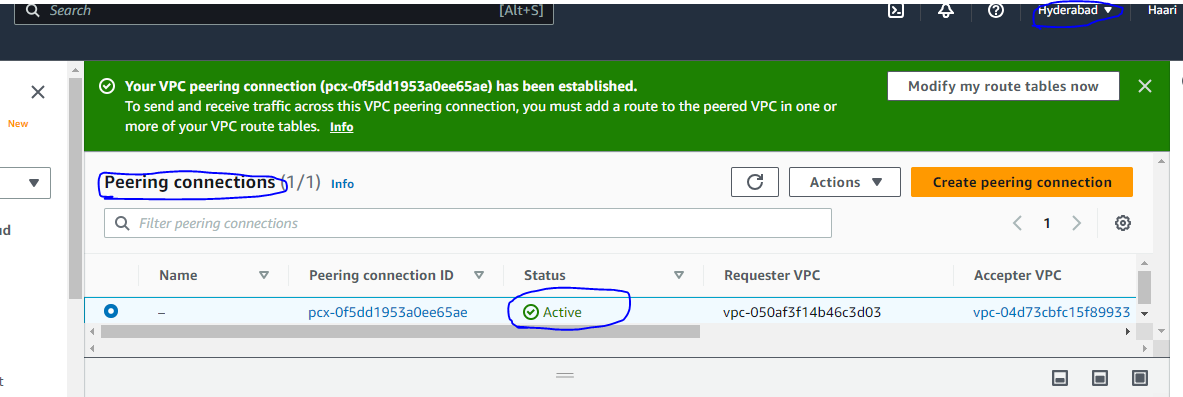 Search [Alt+S] Hyderabad Haari
Your VPC peering connection (pcx-0f5dd1953a0ee65ae) has been established.
To send and receive traffic across this VPC peering connection, you must add a route to the peered VPC in one or
more of your VPC route tables. Info
Modify my route tables now
New
Peering connections (1/1) Info
Actions
Create peering connection
Filter peering connections
1
Name Peering connection ID Status Requester VPC Accepter VPC
– pcx-0f5dd1953a0ee65ae Active vpc-050af3f14b46c3d03 vpc-04d73cbfc15f89933